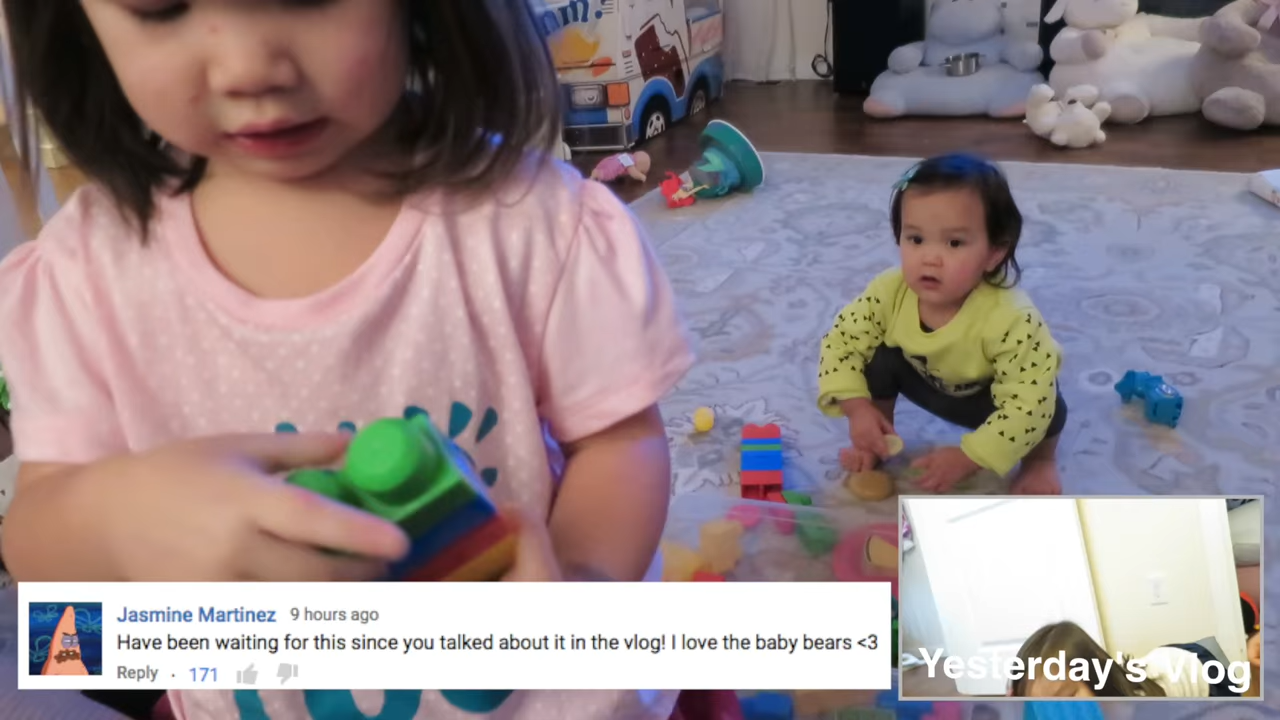 Jasmine Martinez 9 hours ago
Have been waiting for this since you talked about it in the vlog! I love the baby bears <3
Reply · 171
Yesterday's Vlog